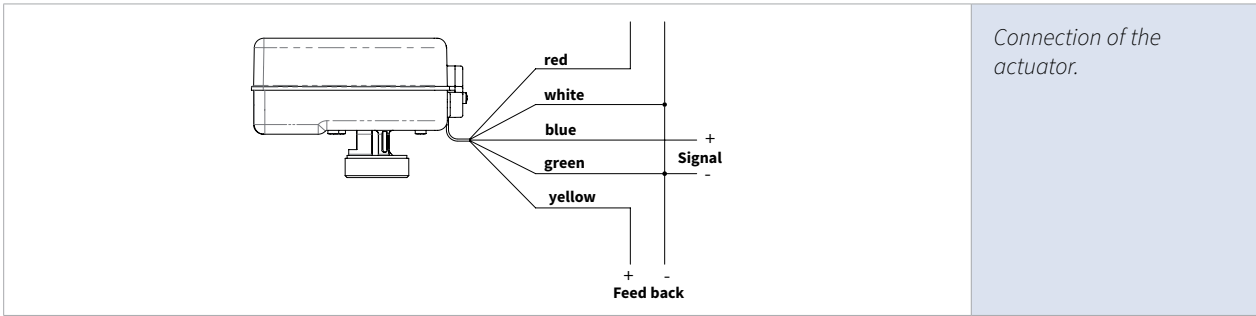 red
white
blue
green
yellow
+
Signal
-
+ -
Feed back
Connection of the
actuator.